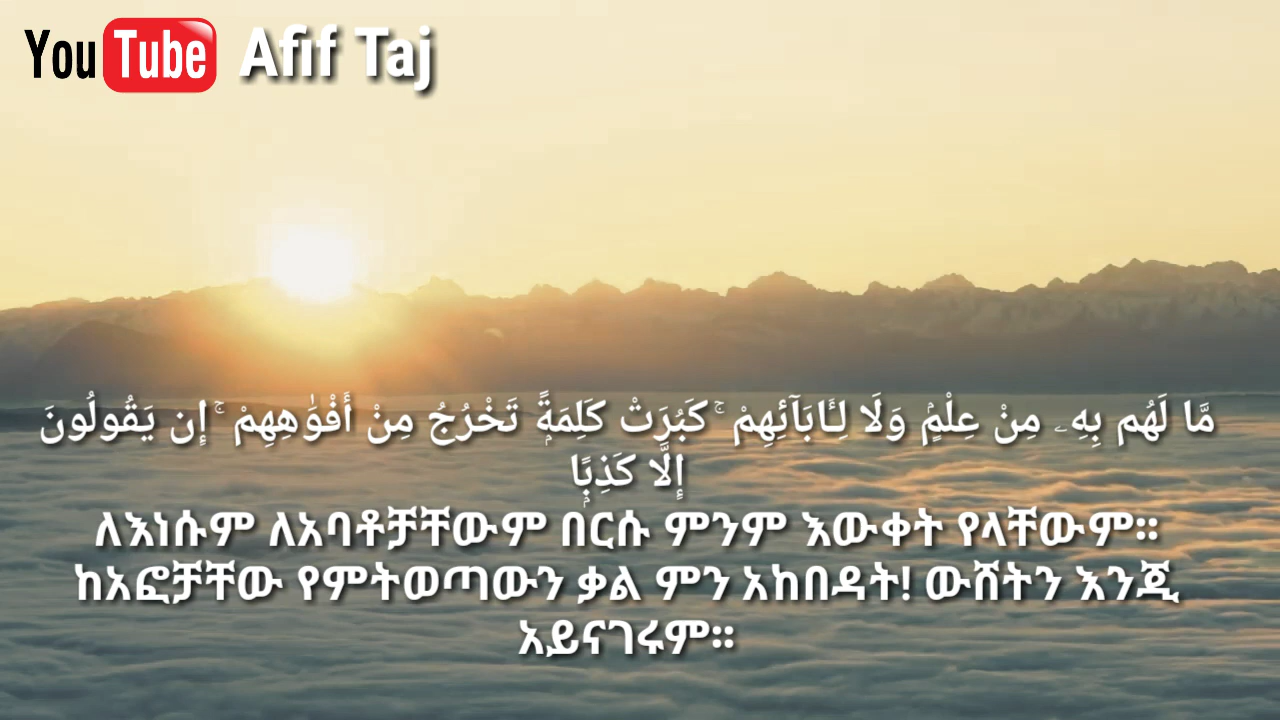 YouTube Afif Taj
مَّا لَهُم بِهِۦ مِنْ عِلْمٍۢ وَلَا لِـَٔابَآئِهِمْ ۚ كَبُرَتْ كَلِمَةًۭ تَخْرُجُ مِنْ أَفْوَٰهِهِمْ ۚ إِن يَقُولُونَ
إِلَّا كَذِبًۭا
ለእነሱም ለአባቶቻቸውም በርሱ ምንም እውቀት የላቸውም፡፡
ከአፎቻቸው የምትወጣውን ቃል ምን አከበዳት! ውሸትን እንጂ
አይናገሩም፡፡